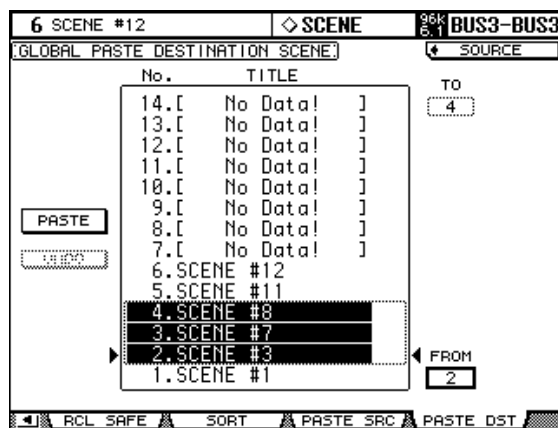 6 SCENE #12 ◇SCENE 96k 6.1 BUS3-BUS3
GLOBAL PASTE DESTINATION SCENE SOURCE
No. TITLE
TO
4
14.[ No Data! ]
13.[ No Data! ]
12.[ No Data! ]
11.[ No Data! ]
10.[ No Data! ]
9.[ No Data! ]
8.[ No Data! ]
7.[ No Data! ]
6.SCENE #12
5.SCENE #11
4.SCENE #8
3.SCENE #7
2.SCENE #3
1.SCENE #1
PASTE
UNDO
FROM
2
RCL SAFE SORT PASTE SRC PASTE DST